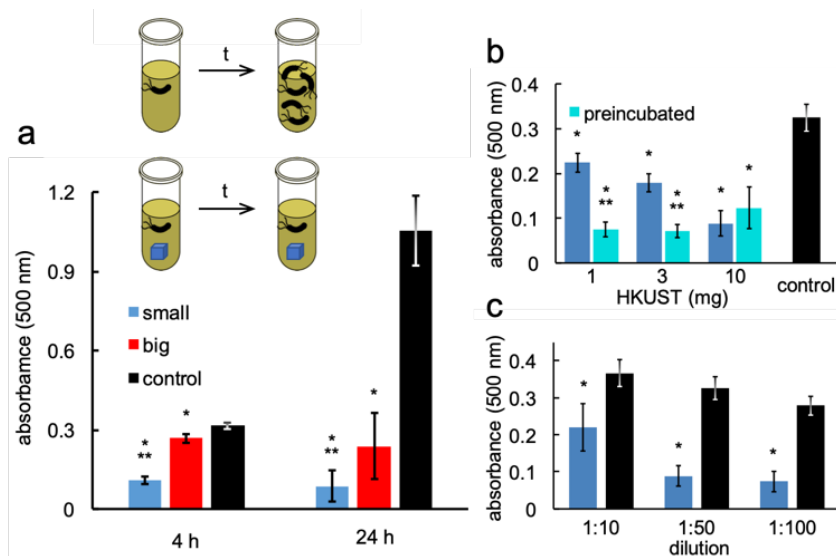 t
a
t
absorbamce (500 nm)
1.2
0.9
0.6
0.3
0
small
big
control
*
**
*
*
**
*
4 h
24 h
b
absorbance (500 nm)
0.4
0.3
0.2
0.1
0
preincubated
*
*
**
*
*
**
*
*
1
3
10
control
HKUST (mg)
c
absorbance (500 nm)
0.4
0.3
0.2
0.1
0
*
*
*
1:10
1:50
1:100
dilution